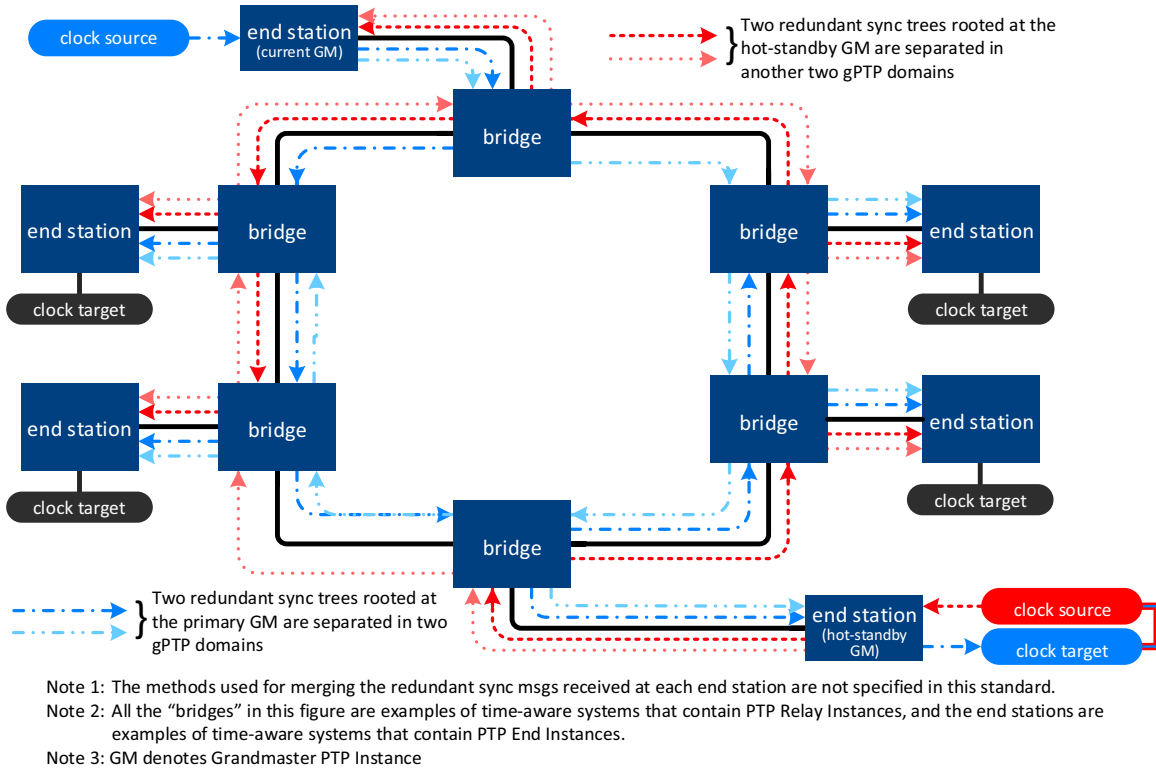 clock source
end station
(current GM)
Two redundant sync trees rooted at the
hot-standby GM are separated in
another two gPTP domains
bridge
end station
bridge
bridge
end station
clock target
clock target
end station
bridge
bridge
end station
clock target
clock target
bridge
Two redundant sync trees rooted at
the primary GM are separated in two
gPTP domains
end station
(hot-standby
GM)
clock source
clock target
Note 1: The methods used for merging the redundant sync msgs received at each end station are not specified in this standard.
Note 2: All the “bridges” in this figure are examples of time-aware systems that contain PTP Relay Instances, and the end stations are
examples of time-aware systems that contain PTP End Instances.
Note 3: GM denotes Grandmaster PTP Instance